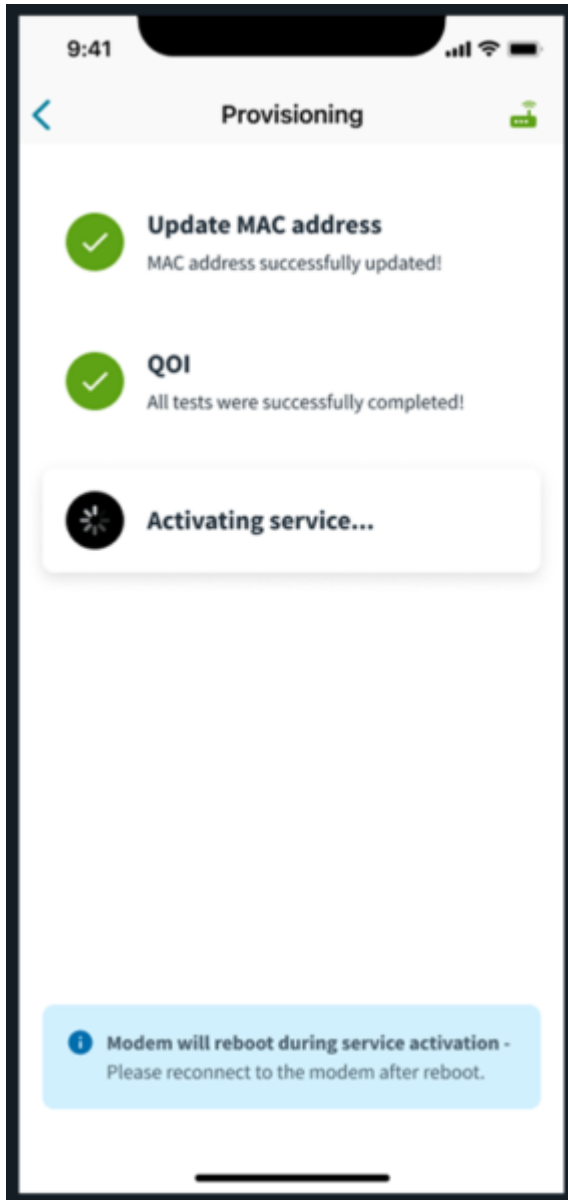 9:41
Provisioning
Update MAC address
MAC address successfully updated!
QOI
All tests were successfully completed!
Activating service...
Modem will reboot during service activation -
Please reconnect to the modem after reboot.